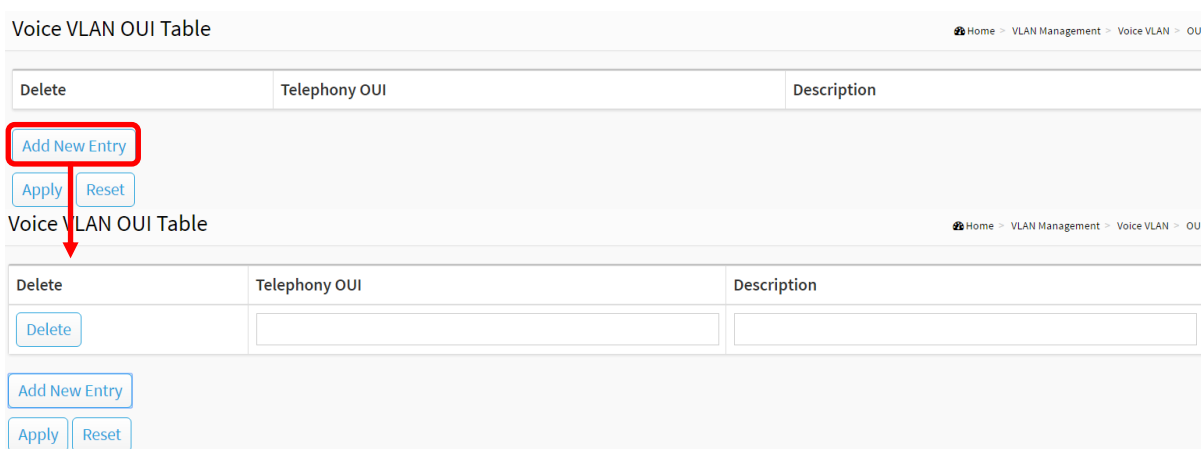 Voice VLAN OUI Table Home > VLAN Management > Voice VLAN > OU
Delete Telephony OUI Description
Add New Entry
Apply Reset
Voice VLAN OUI Table Home > VLAN Management > Voice VLAN > OU
Delete Telephony OUI Description
Delete
Add New Entry
Apply Reset